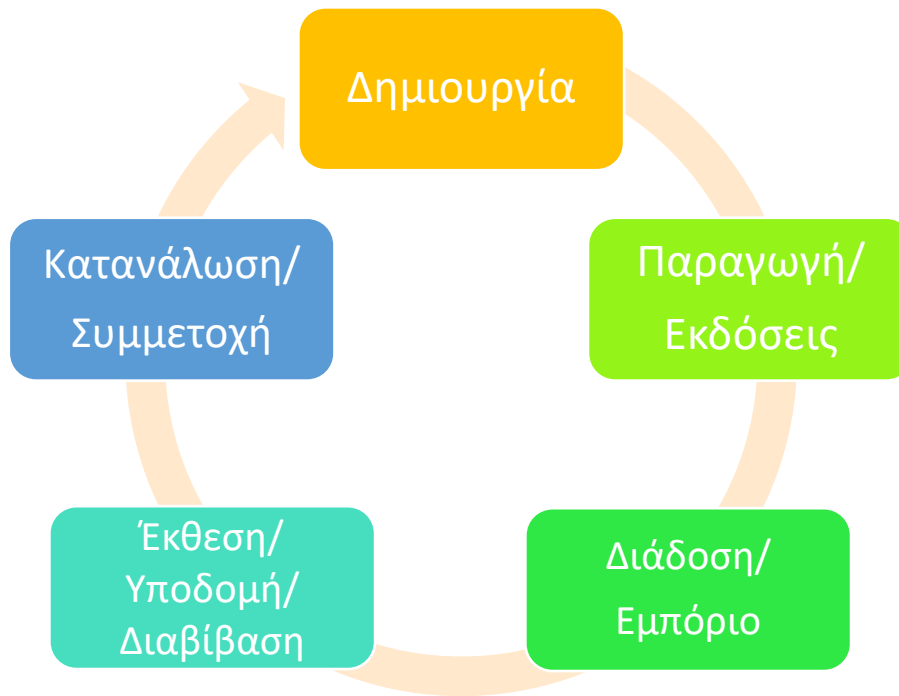 Δημιουργία
Παραγωγή/
Εκδόσεις
Διάδοση/
Εμπόριο
Έκθεση/
Υποδομή/
Διαβίβαση
Κατανάλωση/
Συμμετοχή